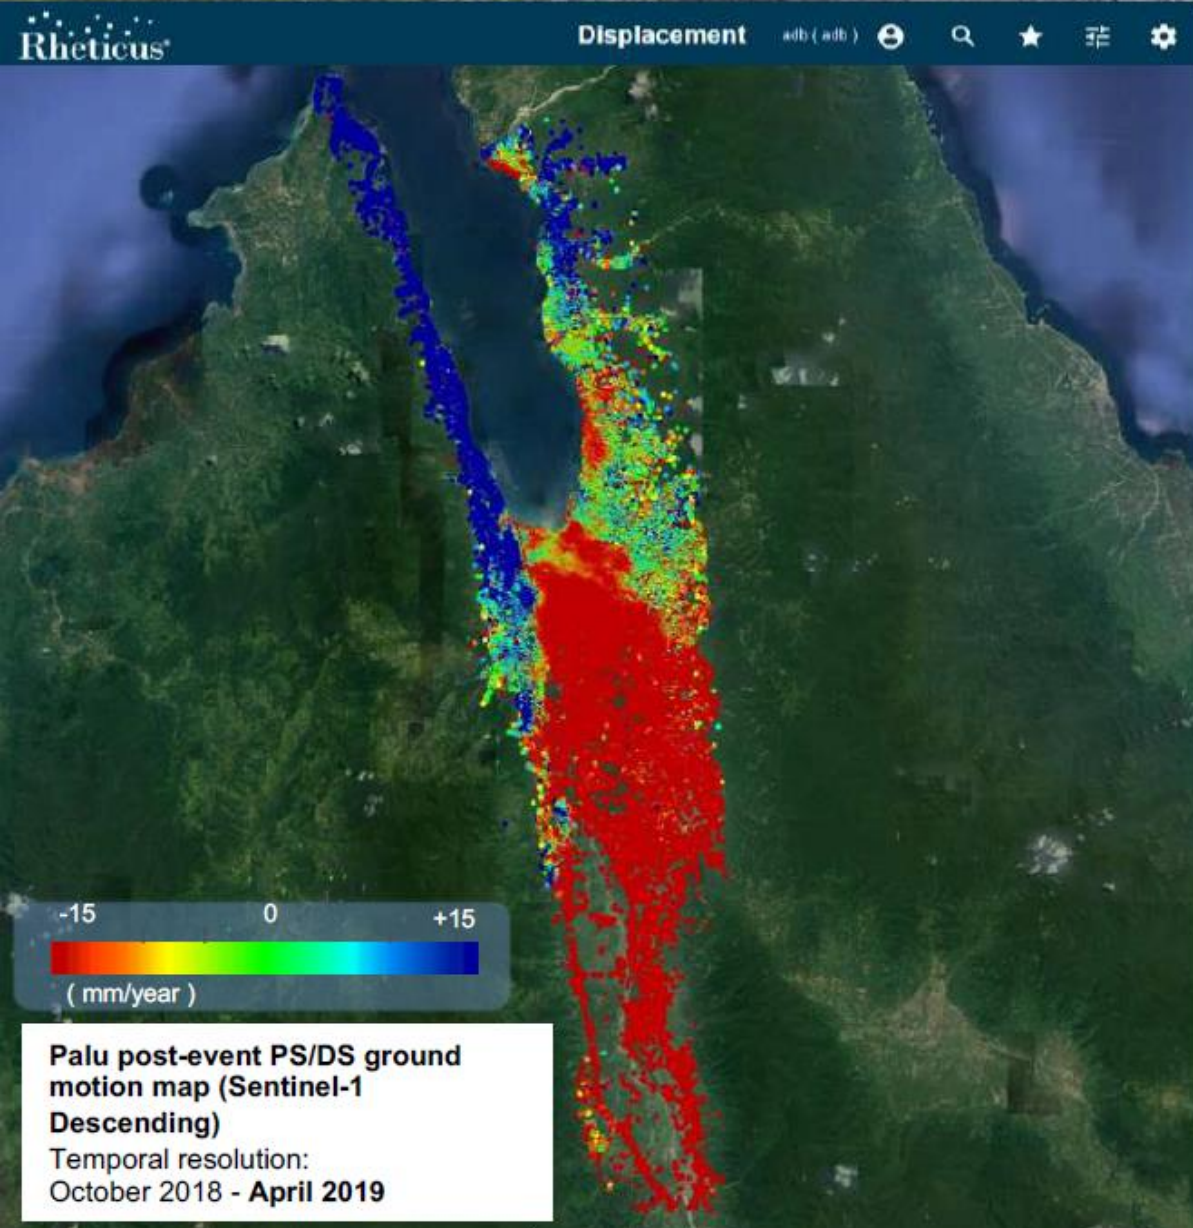 Rheticus®
Displacement
adb ( adb )
-15 0 +15
( mm/year )
Palu post-event PS/DS ground
motion map (Sentinel-1
Descending)
Temporal resolution:
October 2018 - April 2019